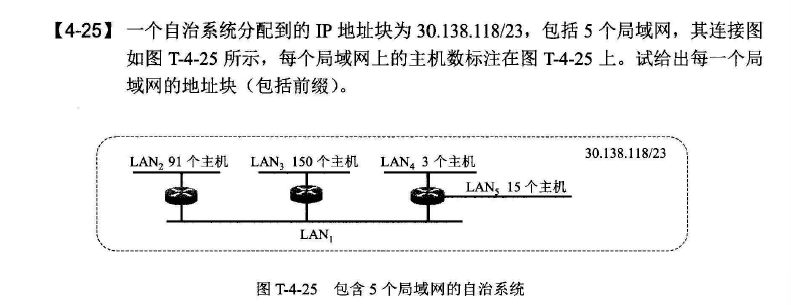 【4-25】 一个自治系统分配到的 IP 地址块为 30.138.118/23，包括 5 个局域网，其连接图
如图 T-4-25 所示，每个局域网上的主机数标注在图 T-4-25 上。试给出每一个局
域网的地址块（包括前缀）。
LAN₂ 91 个主机 LAN₃ 150 个主机 LAN₄ 3 个主机 30.138.118/23
LAN₅ 15 个主机
LAN₁
图 T-4-25 包含 5 个局域网的自治系统